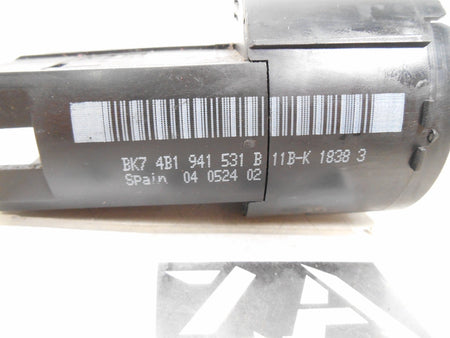 BK7 4B1 941 531 B 11B-K 1838 3
Spain 04 0524 02